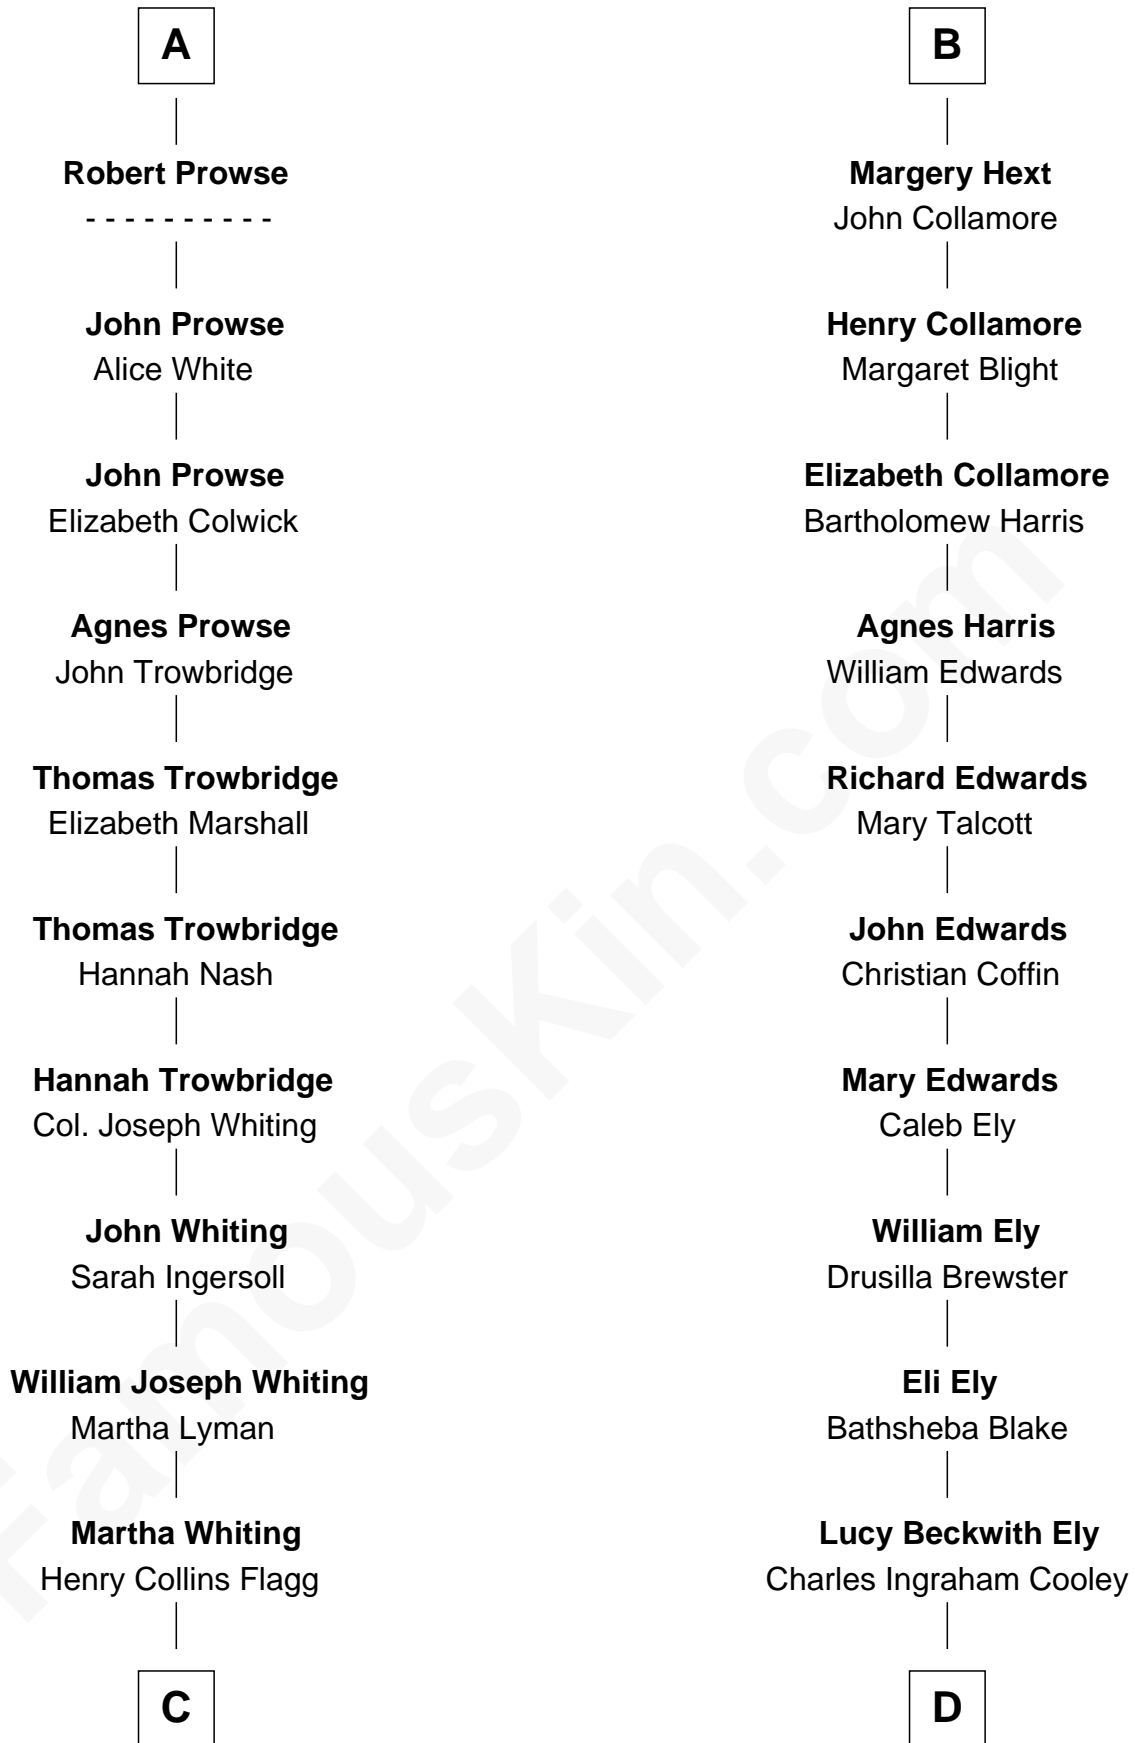 A
Robert Prowse
- - - - - - - - - -
John Prowse
Alice White
John Prowse
Elizabeth Colwick
Agnes Prowse
John Trowbridge
Thomas Trowbridge
Elizabeth Marshall
Thomas Trowbridge
Hannah Nash
Hannah Trowbridge
Col. Joseph Whiting
John Whiting
Sarah Ingersoll
William Joseph Whiting
Martha Lyman
Martha Whiting
Henry Collins Flagg
C
B
Margery Hext
John Collamore
Henry Collamore
Margaret Blight
Elizabeth Collamore
Bartholomew Harris
Agnes Harris
William Edwards
Richard Edwards
Mary Talcott
John Edwards
Christian Coffin
Mary Edwards
Caleb Ely
William Ely
Drusilla Brewster
Eli Ely
Bathsheba Blake
Lucy Beckwith Ely
Charles Ingraham Cooley
D
FamousKin.com